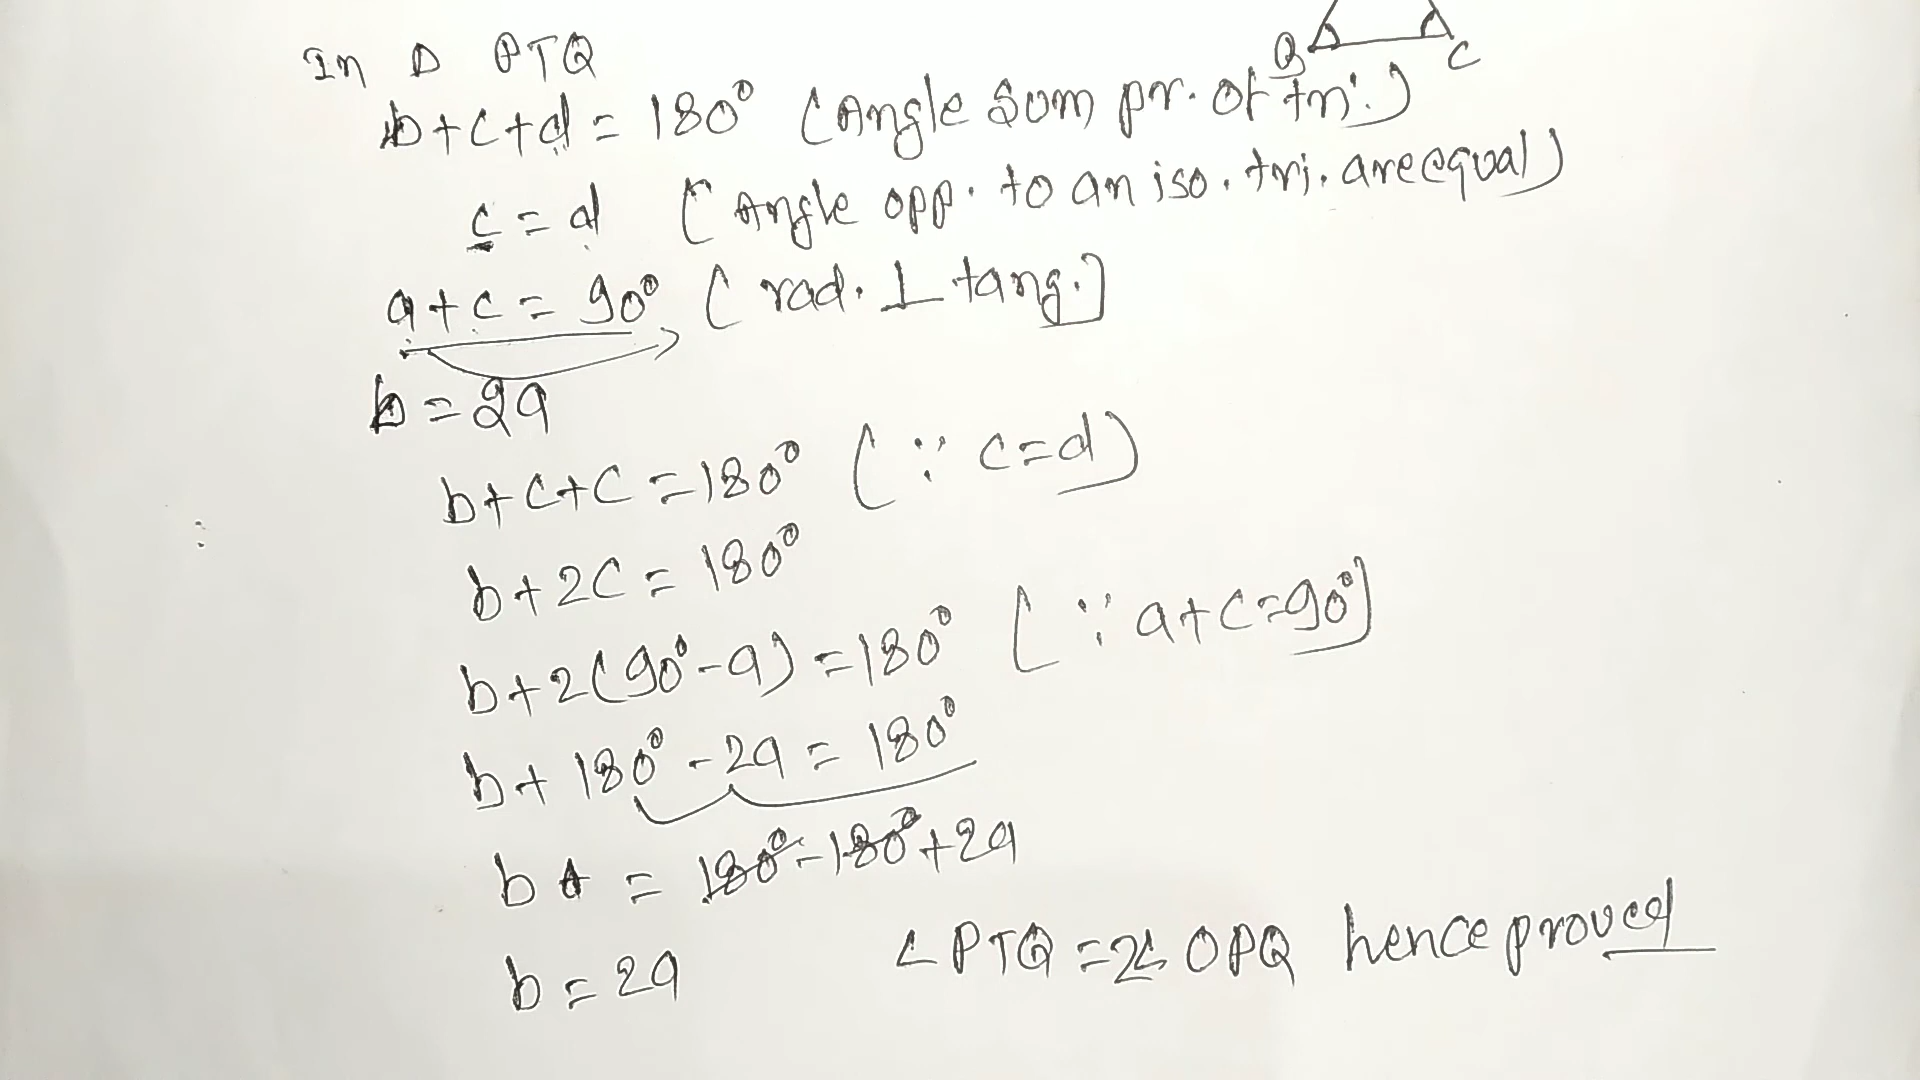 In Δ PTQ
B C
b+c+d = 180° (Angle Sum pr. of tri.)
c = d (Angle opp. to an iso. tri. are equal)
a+c = 90° (rad. ⊥ tang.)
b = 2a
b+c+c = 180° (∵ c=d)
b+2c = 180°
b+2(90°-a) = 180° [∵ a+c=90°]
b+180°-2a = 180°
b = 180°-180°+2a
b = 2a ∠PTQ = 2∠OPQ hence proved